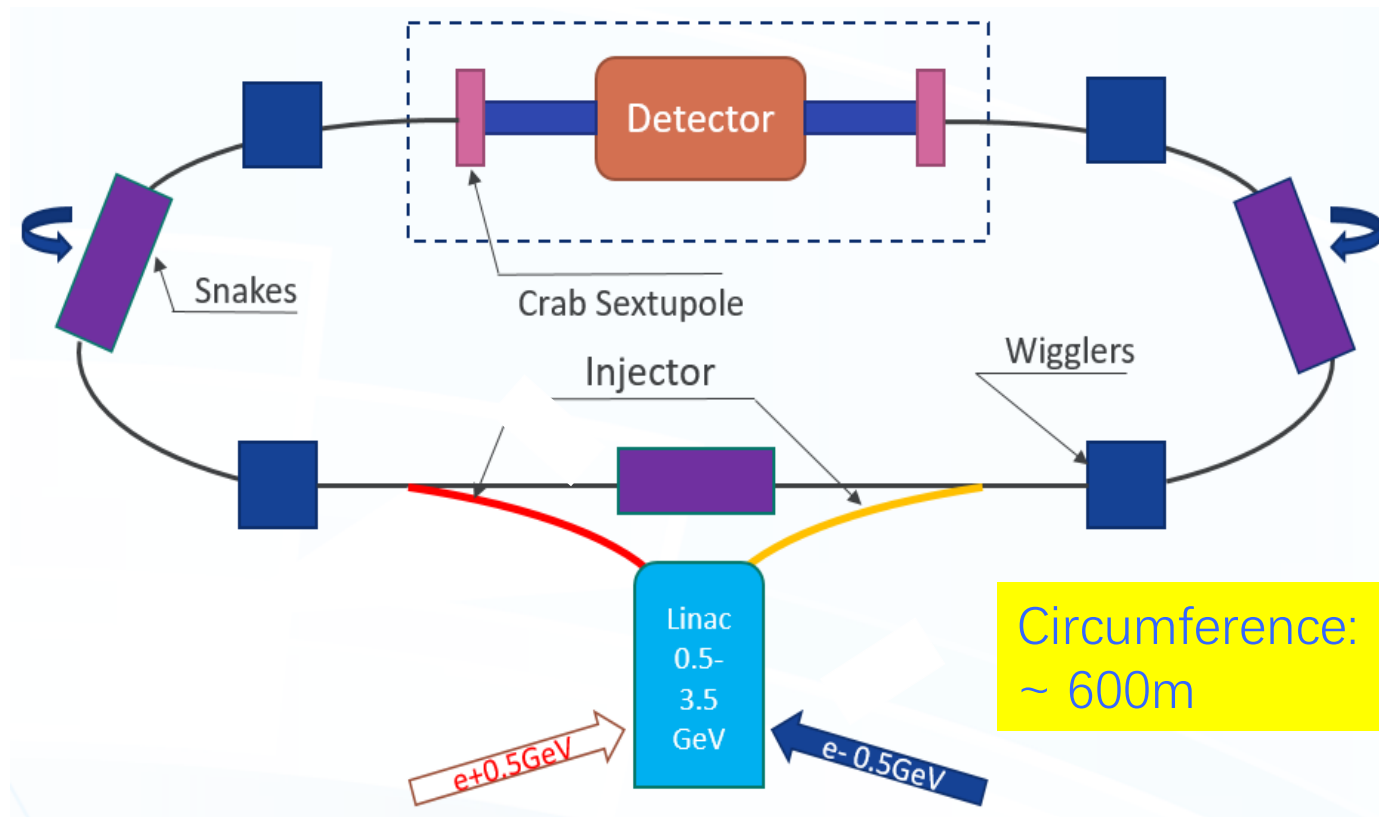 Detector
Snakes
Crab Sextupole
Wigglers
Injector
Linac
0.5-
3.5
GeV
Circumference:
~ 600m
e+0.5GeV
e- 0.5GeV